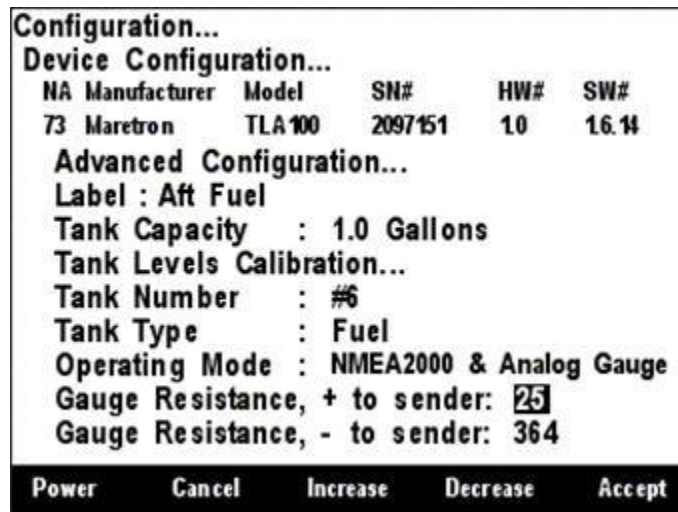 Configuration...
Device Configuration...
NA Manufacturer Model SN# HW# SW#
73 Maretron TLA100 2097151 1.0 1.6.14
Advanced Configuration...
Label : Aft Fuel
Tank Capacity : 1.0 Gallons
Tank Levels Calibration...
Tank Number : #6
Tank Type : Fuel
Operating Mode : NMEA2000 & Analog Gauge
Gauge Resistance, + to sender: 25
Gauge Resistance, - to sender: 364
Power Cancel Increase Decrease Accept